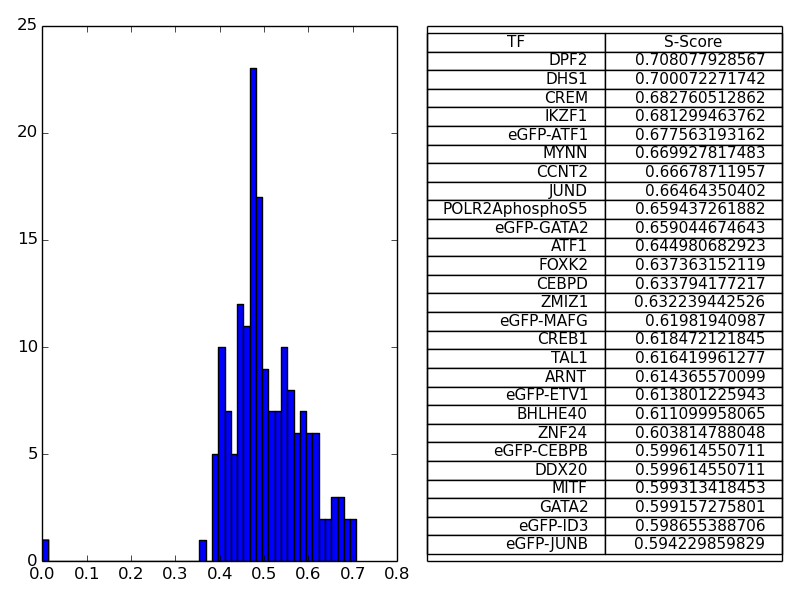 25
20
15
10
5
0
0.0 0.1 0.2 0.3 0.4 0.5 0.6 0.7 0.8
TF S-Score
DPF2 0.708077928567
DHS1 0.700072271742
CREM 0.682760512862
IKZF1 0.681299463762
eGFP-ATF1 0.677563193162
MYNN 0.669927817483
CCNT2 0.66678711957
JUND 0.66464350402
POLR2AphosphoS5 0.659437261882
eGFP-GATA2 0.659044674643
ATF1 0.644980682923
FOXK2 0.637363152119
CEBPD 0.633794177217
ZMIZ1 0.632239442526
eGFP-MAFG 0.61981940987
CREB1 0.618472121845
TAL1 0.616419961277
ARNT 0.614365570099
eGFP-ETV1 0.613801225943
BHLHE40 0.611099958065
ZNF24 0.603814788048
eGFP-CEBPB 0.599614550711
DDX20 0.599614550711
MITF 0.599313418453
GATA2 0.599157275801
eGFP-ID3 0.598655388706
eGFP-JUNB 0.594229859829